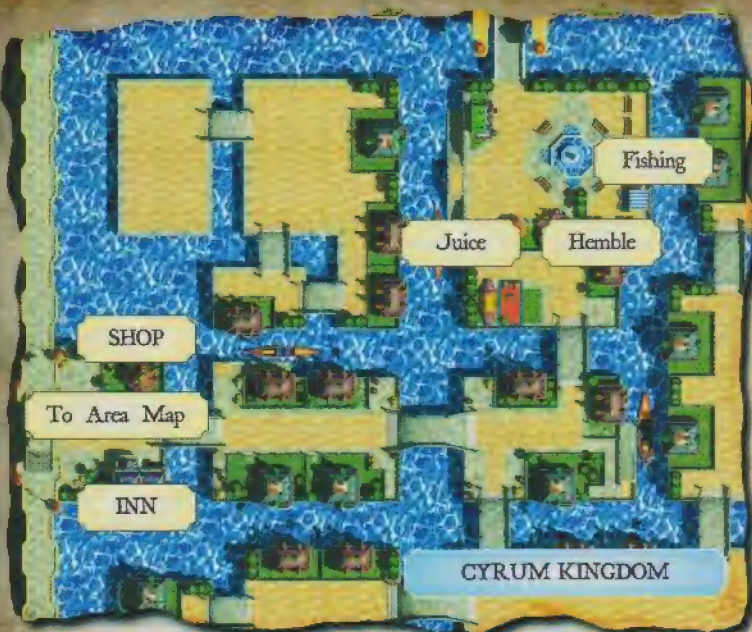 Fishing
Juice
Hemble
SHOP
To Area Map
INN
CYRUM KINGDOM